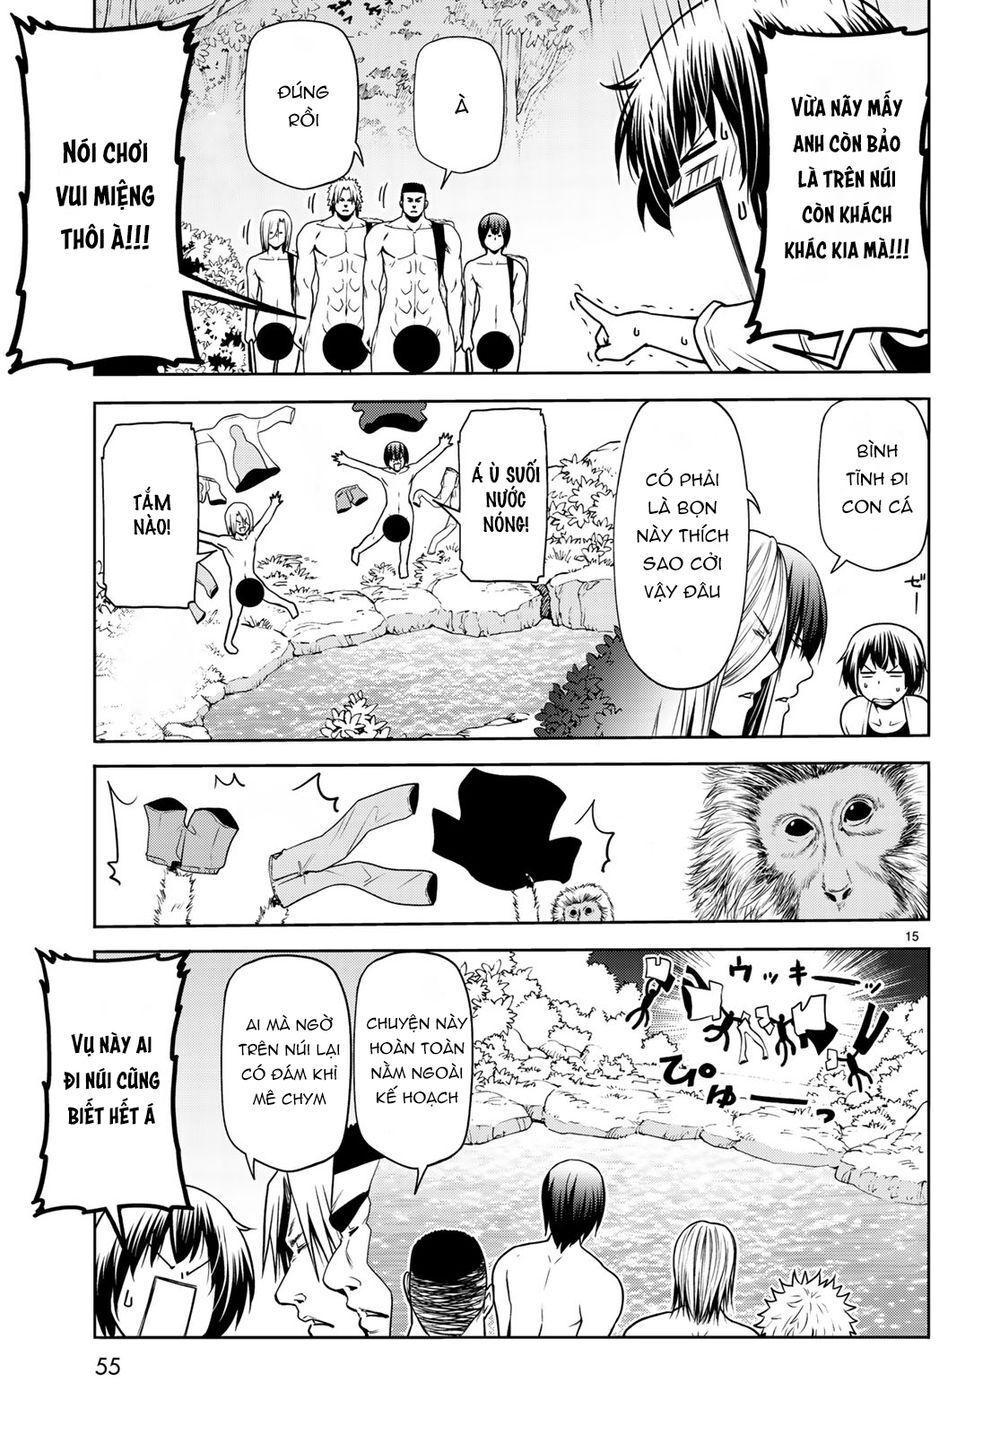 VỪA NÃY MẤY
ANH CÒN BẢO
LÀ TRÊN NÚI
CÒN KHÁCH
KHÁC KIA MÀ!!!
À
ĐÚNG
RỒI
NÓI CHƠI
VUI MIỆNG
THÔI À!!!
BÌNH
TĨNH ĐI
CON CÁ
ゼー
CÓ PHẢI
LÀ BỌN
NÀY THÍCH
SAO CỞI
VẬY ĐÂU
Á Ù SUỐI
NƯỚC
NÓNG!
TẮM
NÀO!
15
ウッキーッ!!
ぴゅーっ
CHUYỆN NÀY
HOÀN TOÀN
NẰM NGOÀI
KẾ HOẠCH
AI MÀ NGỜ
TRÊN NÚI LẠI
CÓ ĐÁM KHỈ
MÊ CHYM
VỤ NÀY AI
ĐI NÚI CŨNG
BIẾT HẾT Á
55